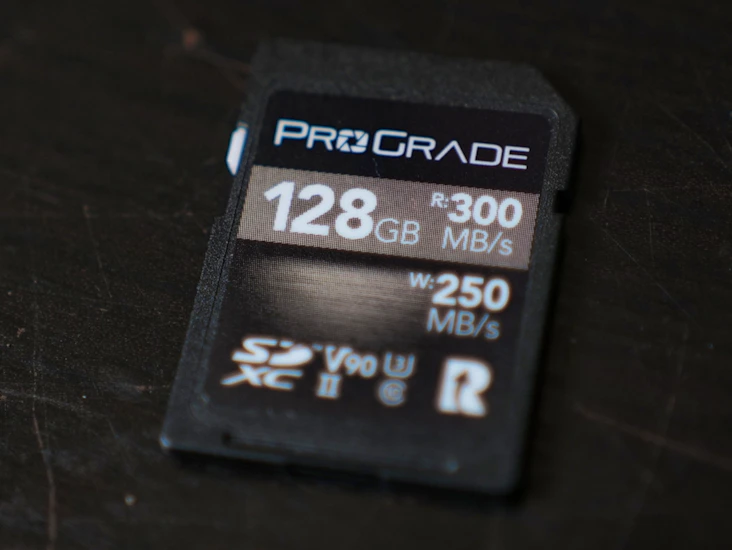 PROGRADE
128GB R:300 MB/s
W:250 MB/s
SD XC II V90 U3 C R